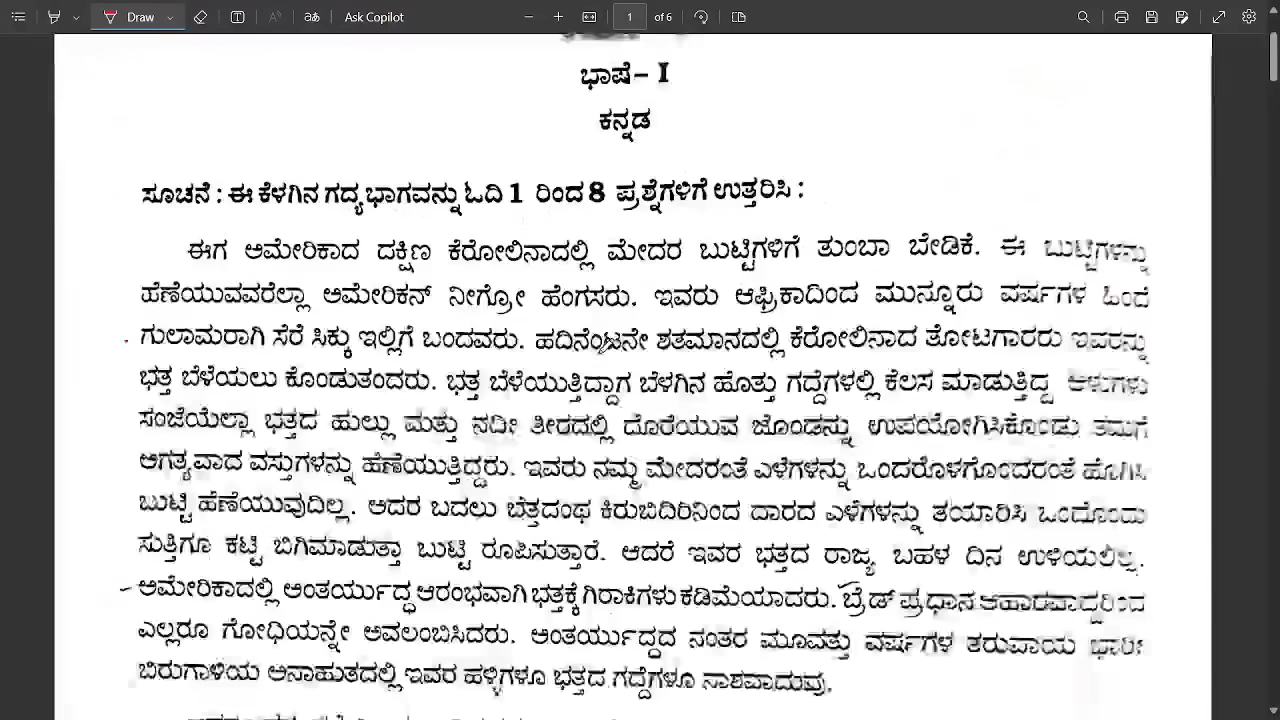 Draw
Ask Copilot
1 of 6
ಭಾಷೆ– I
ಕನ್ನಡ
ಸೂಚನೆ : ಈ ಕೆಳಗಿನ ಗದ್ಯಭಾಗವನ್ನು ಓದಿ 1 ರಿಂದ 8 ಪ್ರಶ್ನೆಗಳಿಗೆ ಉತ್ತರಿಸಿ :
ಈಗ ಅಮೇರಿಕಾದ ದಕ್ಷಿಣ ಕೆರೋಲಿನಾದಲ್ಲಿ ಮೇದರ ಬುಟ್ಟಿಗಳಿಗೆ ತುಂಬಾ ಬೇಡಿಕೆ. ಈ ಬುಟ್ಟಿಗಳನ್ನು
ಹೆಣೆಯುವವರೆಲ್ಲಾ ಅಮೇರಿಕನ್ ನೀಗ್ರೋ ಹೆಂಗಸರು. ಇವರು ಆಫ್ರಿಕಾದಿಂದ ಮುನ್ನೂರು ವರ್ಷಗಳ ಹಿಂದೆ
ಗುಲಾಮರಾಗಿ ಸೆರೆ ಸಿಕ್ಕು ಇಲ್ಲಿಗೆ ಬಂದವರು. ಹದಿನೆಂಟನೇ ಶತಮಾನದಲ್ಲಿ ಕೆರೋಲಿನಾದ ತೋಟಗಾರರು ಇವರನ್ನು
ಭತ್ತ ಬೆಳೆಯಲು ಕೊಂಡುತಂದರು. ಭತ್ತ ಬೆಳೆಯುತ್ತಿದ್ದಾಗ ಬೆಳಗಿನ ಹೊತ್ತು ಗದ್ದೆಗಳಲ್ಲಿ ಕೆಲಸ ಮಾಡುತ್ತಿದ್ದ ಆಳುಗಳು
ಸಂಜೆಯೆಲ್ಲಾ ಭತ್ತದ ಹುಲ್ಲು ಮತ್ತು ನದೀ ತೀರದಲ್ಲಿ ದೊರೆಯುವ ಜೊಂಡನ್ನು ಉಪಯೋಗಿಸಿಕೊಂಡು ತಮಗೆ
ಅಗತ್ಯವಾದ ವಸ್ತುಗಳನ್ನು ಹೆಣೆಯುತ್ತಿದ್ದರು. ಇವರು ನಮ್ಮ ಮೇದರಂತೆ ಎಳೆಗಳನ್ನು ಒಂದರೊಳಗೊಂದರಂತೆ ಹೊಗಿಸಿ
ಬುಟ್ಟಿ ಹೆಣೆಯುವುದಿಲ್ಲ. ಅದರ ಬದಲು ಬೆತ್ತದಂಥ ಕಿರುಬಿದಿರಿನಿಂದ ದಾರದ ಎಳೆಗಳನ್ನು ತಯಾರಿಸಿ ಒಂದೊಂದು
ಸುತ್ತಿಗೂ ಕಟ್ಟಿ ಬಿಗಿಮಾಡುತ್ತಾ ಬುಟ್ಟಿ ರೂಪಿಸುತ್ತಾರೆ. ಆದರೆ ಇವರ ಭತ್ತದ ರಾಜ್ಯ ಬಹಳ ದಿನ ಉಳಿಯಲಿಲ್ಲ.
ಅಮೇರಿಕಾದಲ್ಲಿ ಆಂತರ್ಯುದ್ಧ ಆರಂಭವಾಗಿ ಭತ್ತಕ್ಕೆ ಗಿರಾಕಿಗಳು ಕಡಿಮೆಯಾದರು. ಬ್ರೆಡ್ ಪ್ರಧಾನ ಆಹಾರವಾದ್ದರಿಂದ
ಎಲ್ಲರೂ ಗೋಧಿಯನ್ನೇ ಅವಲಂಬಿಸಿದರು. ಆಂತರ್ಯುದ್ದದ ನಂತರ ಮೂವತ್ತು ವರ್ಷಗಳ ತರುವಾಯ ಭಾರೀ
ಬಿರುಗಾಳಿಯ ಅನಾಹುತದಲ್ಲಿ ಇವರ ಹಳ್ಳಿಗಳೂ ಭತ್ತದ ಗದ್ದೆಗಳೂ ನಾಶವಾದುವು.